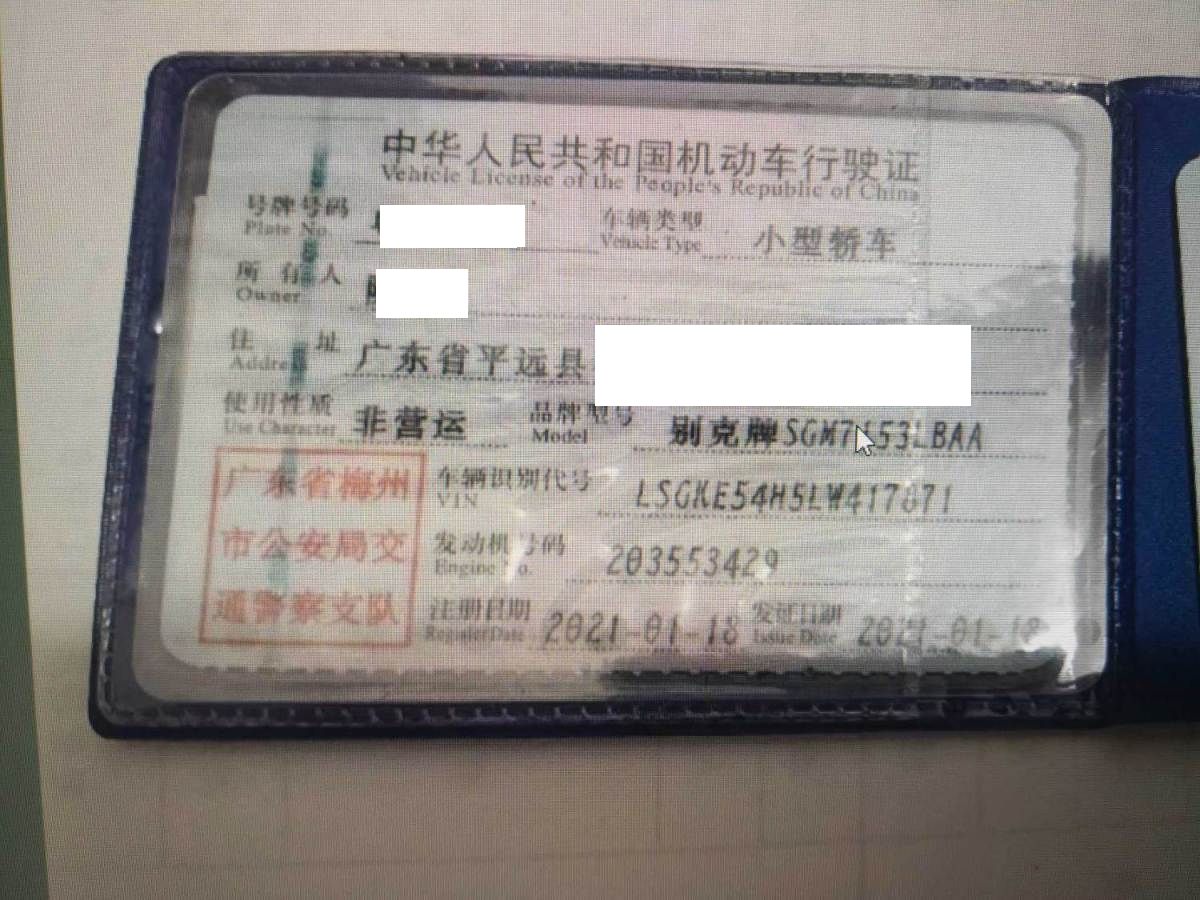 中华人民共和国机动车行驶证
Vehicle License of the People's Republic of China
号牌号码 车辆类型 小型轿车
Plate No. Vehicle Type
所有人
Owner
住址 广东省平远县
Address
使用性质 非营运 品牌型号 别克牌
Use Character Model
广东省梅州
市公安局交
通警察支队
车辆识别代号
VIN
发动机号码 203553429
Engine No.
注册日期 2021-01-18 发证日期
Register Date Issue Date